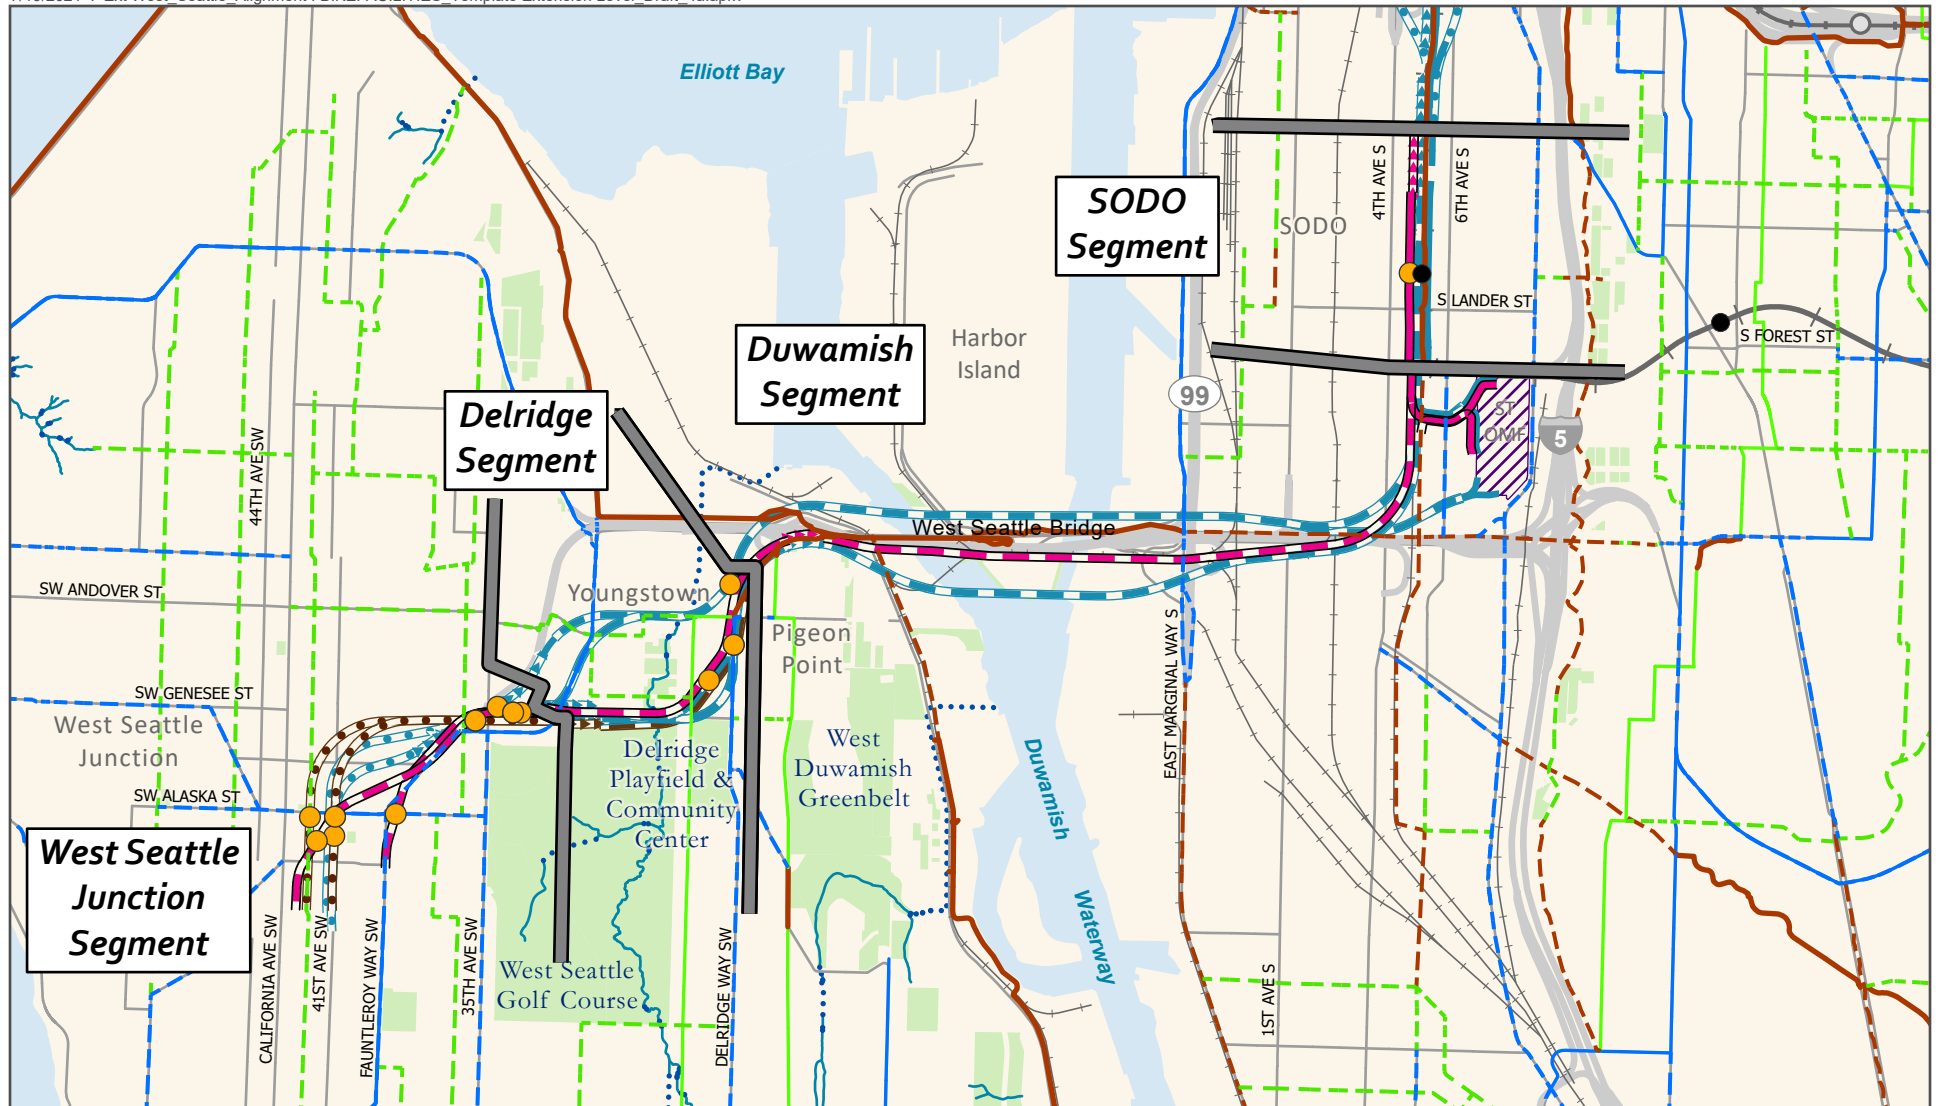 Elliott Bay
4TH AVE S
6TH AVE S
SODO
Segment
SODO
S LANDER ST
S FOREST ST
Duwamish
Segment
Harbor
Island
99
Delridge
Segment
ST
OMF
5
44TH AVE SW
West Seattle Bridge
SW ANDOVER ST
Youngstown
Pigeon
Point
EAST MARGINAL WAY S
SW GENESEE ST
West Seattle
Junction
Delridge
Playfield &
Community
Center
West
Duwamish
Greenbelt
Duwamish
Waterway
SW ALASKA ST
West Seattle
Junction
Segment
CALIFORNIA AVE SW
41ST AVE SW
FAUNTLEROY WAY SW
35TH AVE SW
West Seattle
Golf Course
DELRIDGE WAY SW
1ST AVE S